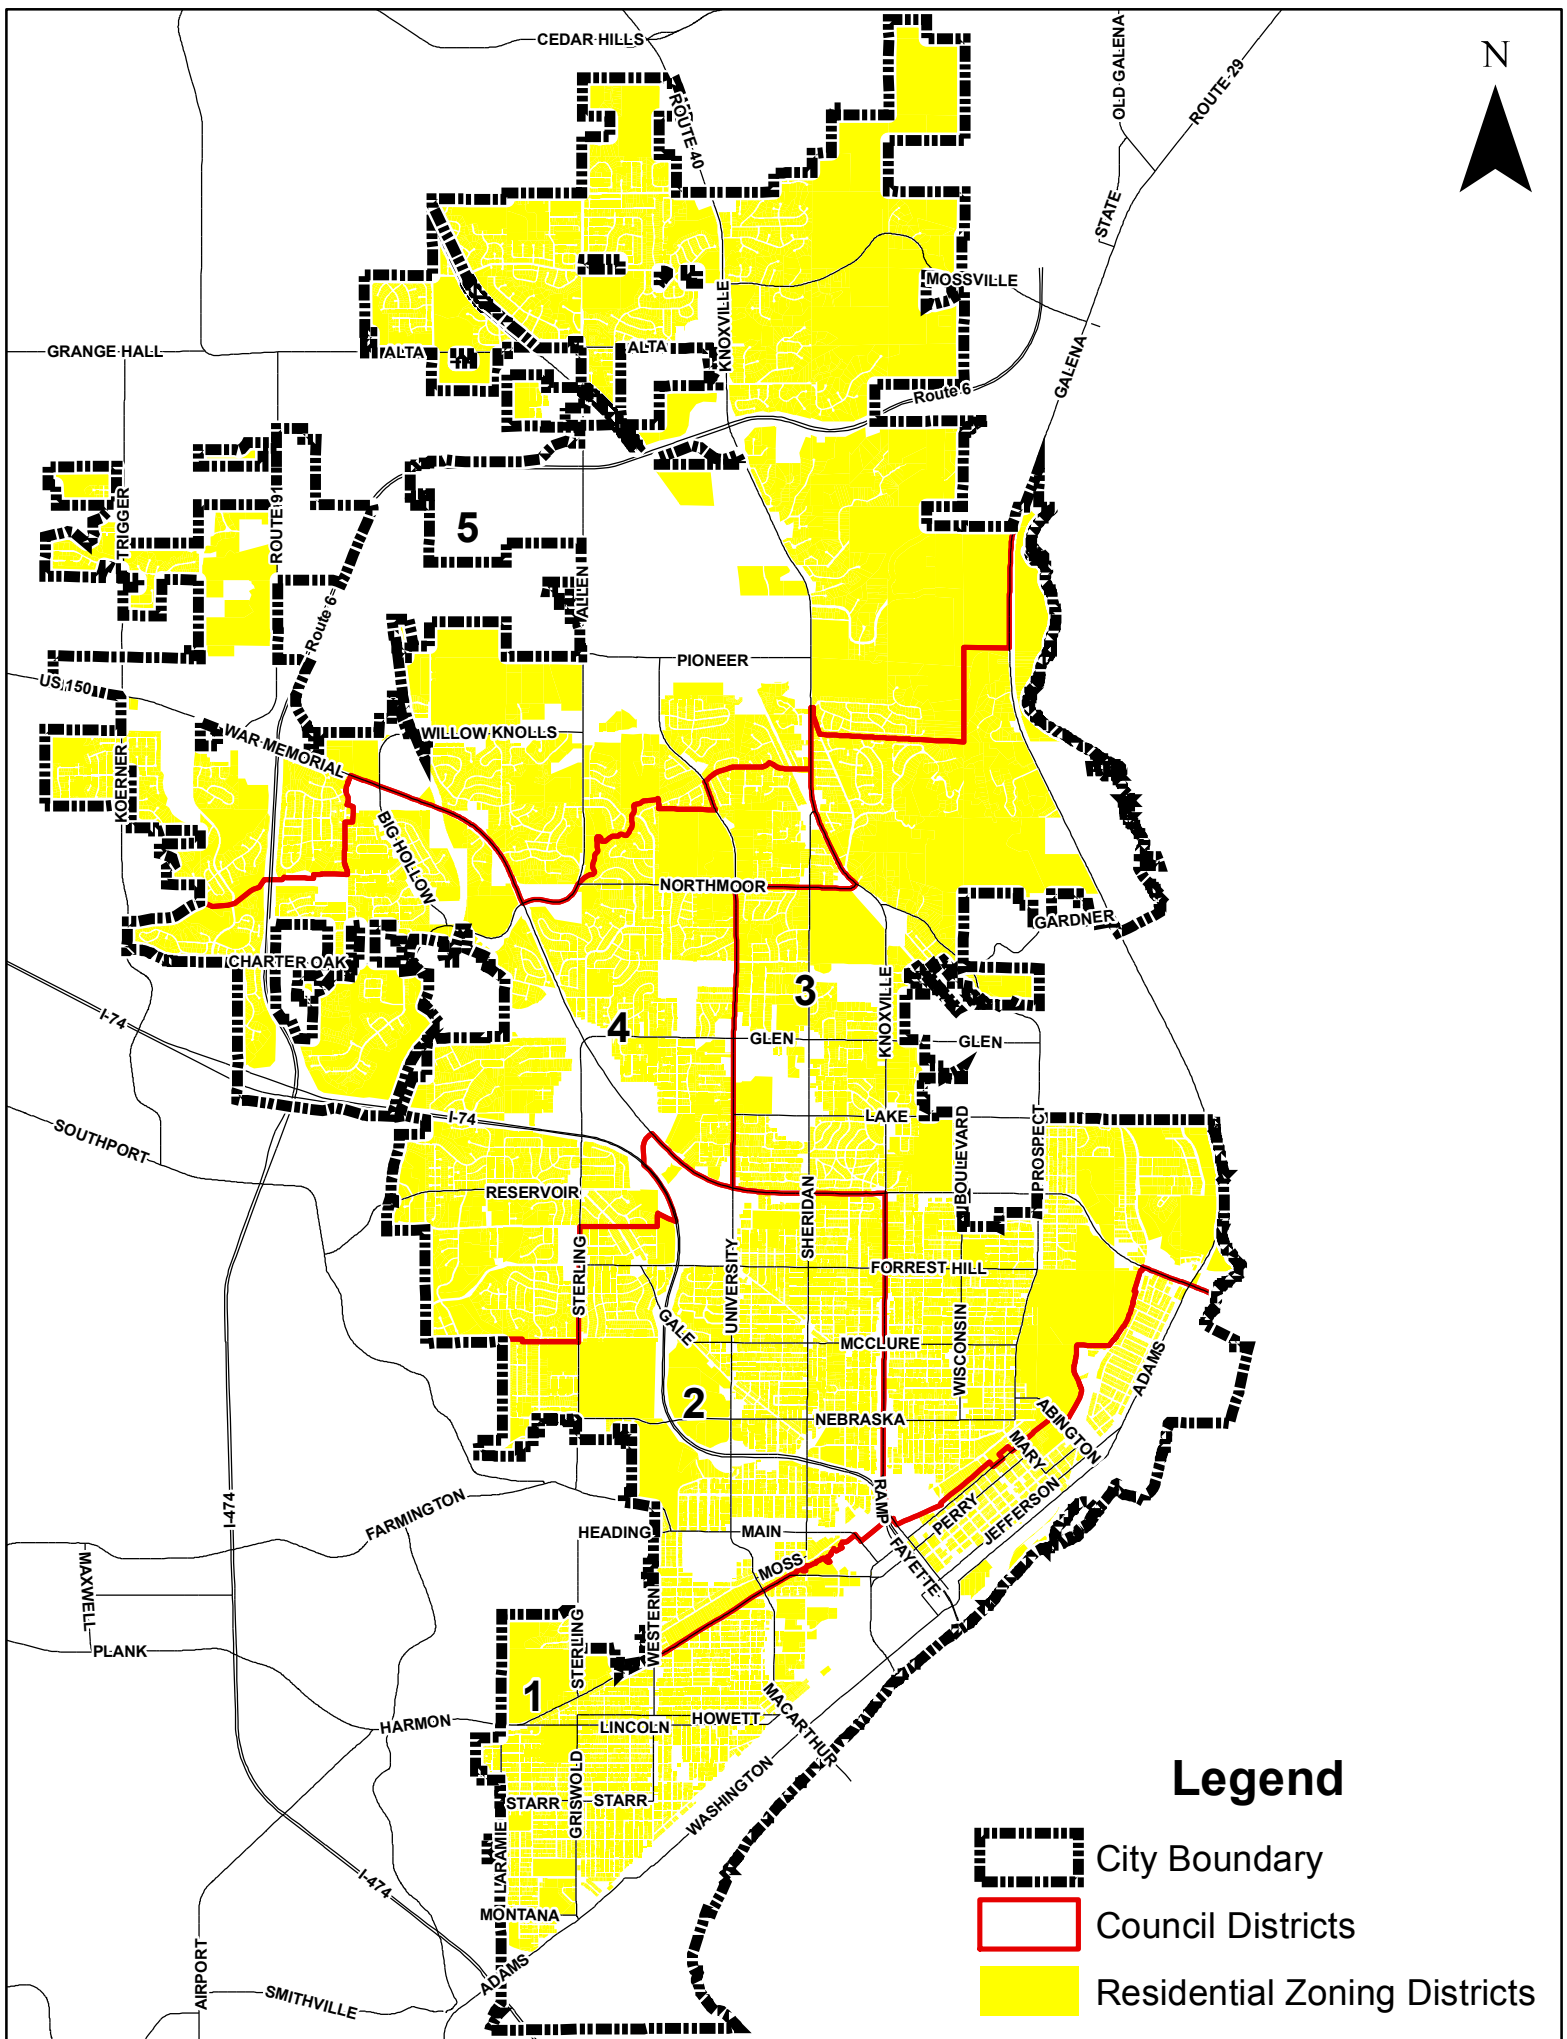 CEDAR HILLS
OLD GALENA
ROUTE 29
N
ROUTE 40
STATE
MOSSVILLE
KNOXVILLE
GRANGE HALL
ALTA
ALTA
GALENA
Route 6
TRIGGER
ROUTE 91
5
ALLEN
Route 6
PIONEER
US 150
WAR MEMORIAL
WILLOW KNOLLS
KOERNER
BIG HOLLOW
NORTHMOOR
GARDNER
CHARTER OAK
3
KNOXVILLE
I-74
4
GLEN
GLEN
SOUTHPORT
I-74
LAKE
BOULEVARD
PROSPECT
RESERVOIR
SHERIDAN
STERLING
UNIVERSITY
FORREST HILL
GALE
MCCLURE
WISCONSIN
ADAMS
2
NEBRASKA
ABINGTON
MARY
I-474
FARMINGTON
RAMP
PERRY
JEFFERSON
HEADING
MAIN
MOSS
FAYETTE
MAXWELL
WESTERN
STERLING
PLANK
1
MACARTHUR
HARMON
LINCOLN
HOWETT
GRISWOLD
WASHINGTON
STARR
STARR
LARAMIE
I-474
MONTANA
AIRPORT
ADAMS
SMITHVILLE
Legend
City Boundary
Council Districts
Residential Zoning Districts